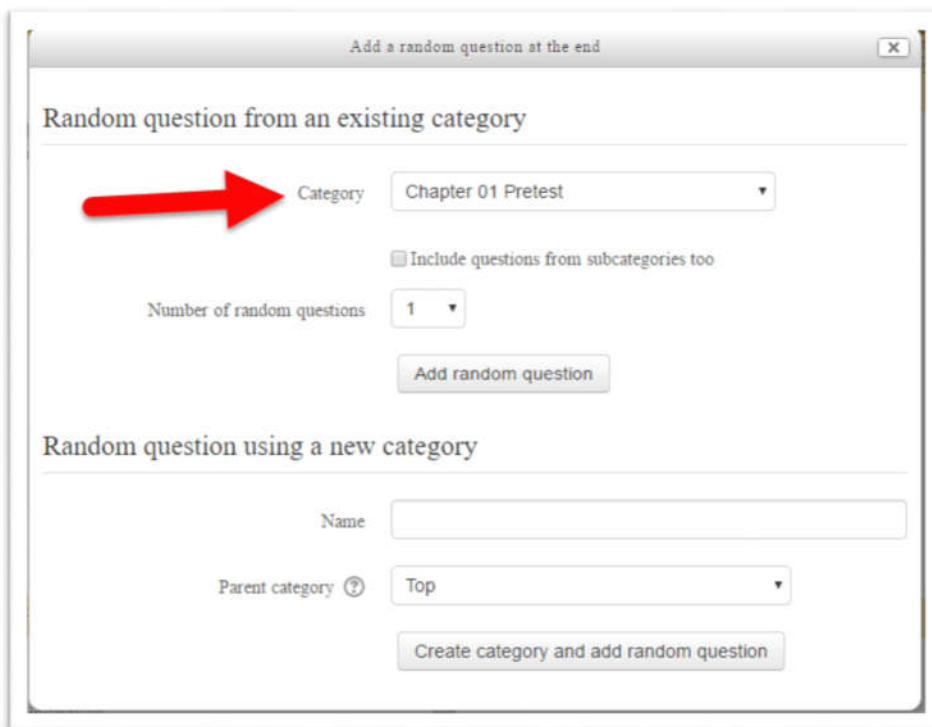 Add a random question at the end
Random question from an existing category
Category Chapter 01 Pretest
Include questions from subcategories too
Number of random questions 1
Add random question
Random question using a new category
Name
Parent category Top
Create category and add random question